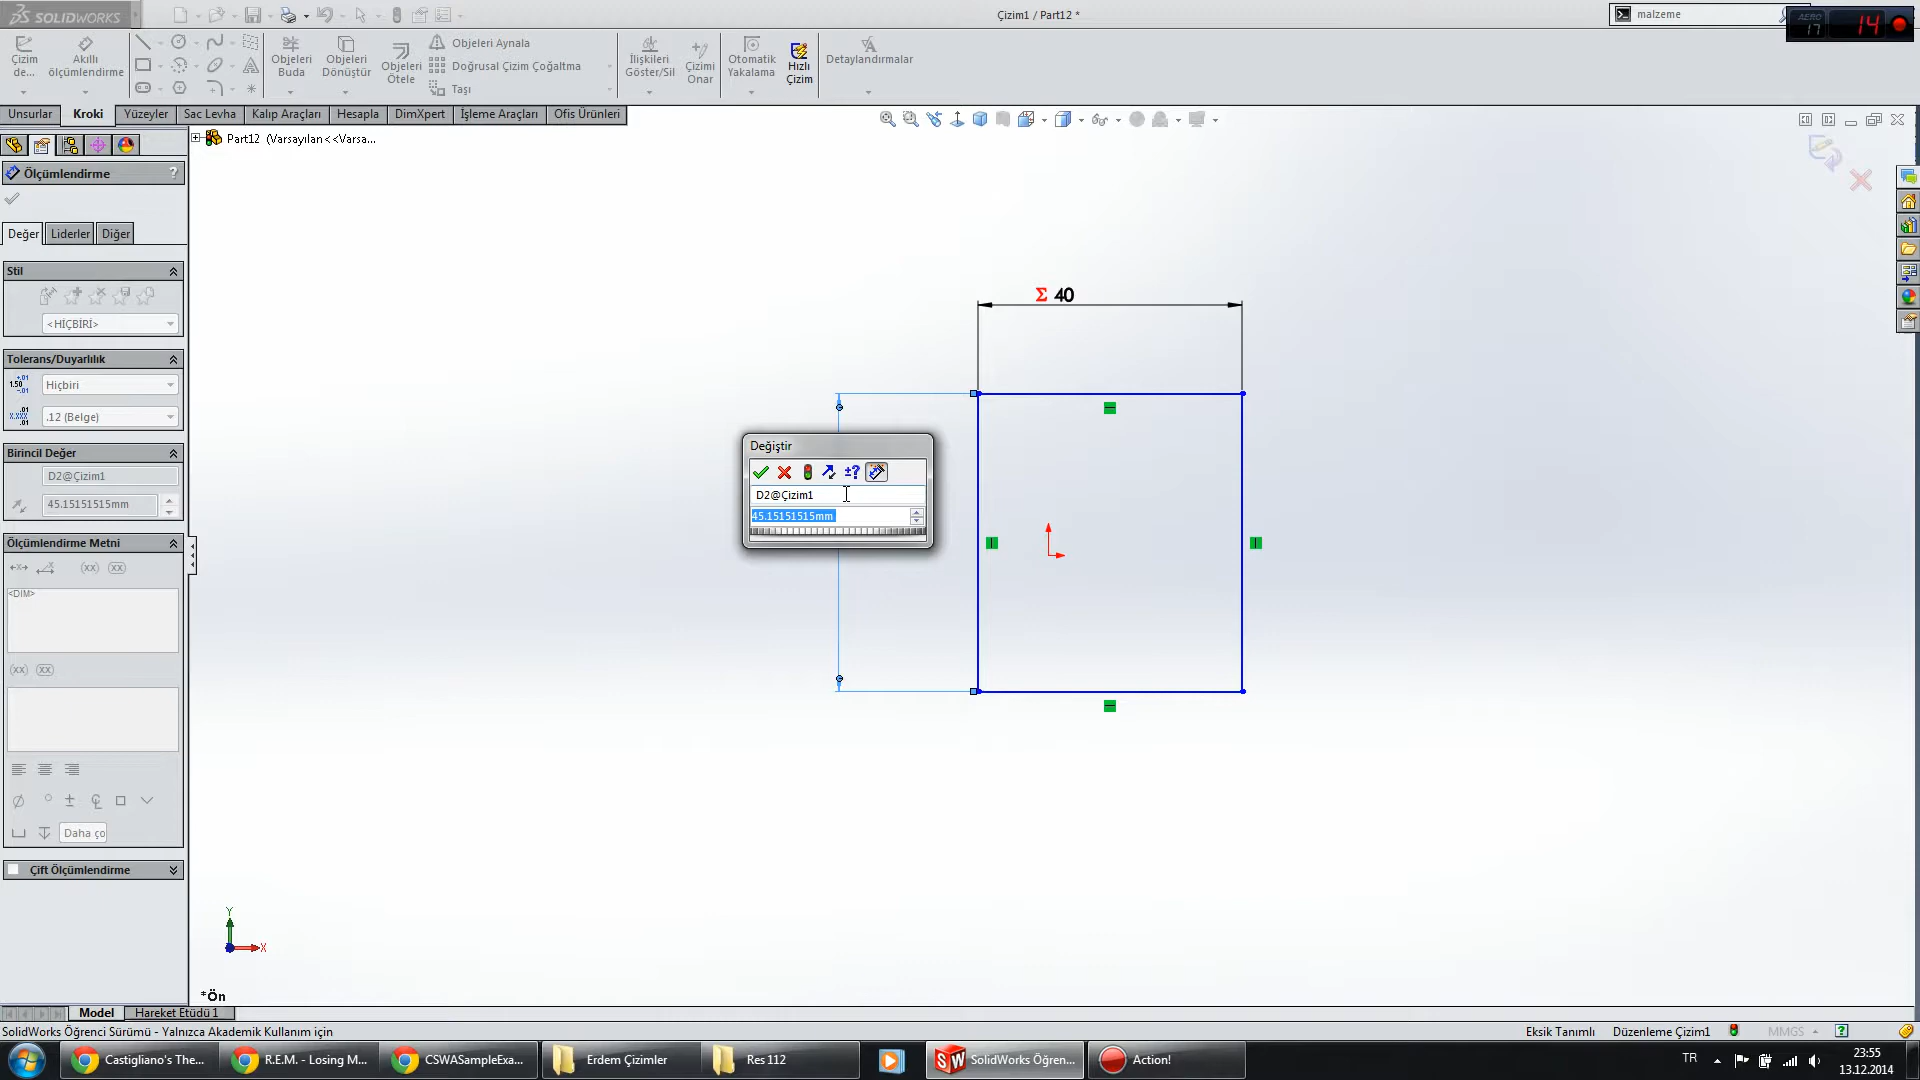 SOLIDWORKS
Çizim1 / Part12 *
malzeme
AERO
17
14
Çizim
de...
Akıllı
ölçümlendirme
Objeleri
Buda
Objeleri
Dönüştür
Objeleri
Ötele
Objeleri Aynala
Doğrusal Çizim Çoğaltma
Taşı
İlişkileri
Göster/Sil
Çizimi
Onar
Otomatik
Yakalama
Hızlı
Çizim
Detaylandırmalar
Unsurlar
Kroki
Yüzeyler
Sac Levha
Kalıp Araçları
Hesapla
DimXpert
İşleme Araçları
Ofis Ürünleri
Part12 (Varsayılan<<Varsa...
Ölçümlendirme
?
Değer
Liderler
Diğer
Stil
<HİÇBİRİ>
Tolerans/Duyarlılık
Hiçbiri
.12 (Belge)
Birincil Değer
D2@Çizim1
45.15151515mm
Ölçümlendirme Metni
<DIM>
Daha ço
Çift Ölçümlendirme
Σ 40
Değiştir
±?
D2@Çizim1
45.15151515mm
Y
X
*Ön
Model
Hareket Etüdü 1
SolidWorks Öğrenci Sürümü - Yalnızca Akademik Kullanım için
Eksik Tanımlı
Düzenleme Çizim1
MMGS
?
Castigliano's The...
R.E.M. - Losing M...
CSWASampleExa...
Erdem Çizimler
Res 112
SolidWorks Öğren...
Action!
TR
23:55
13.12.2014